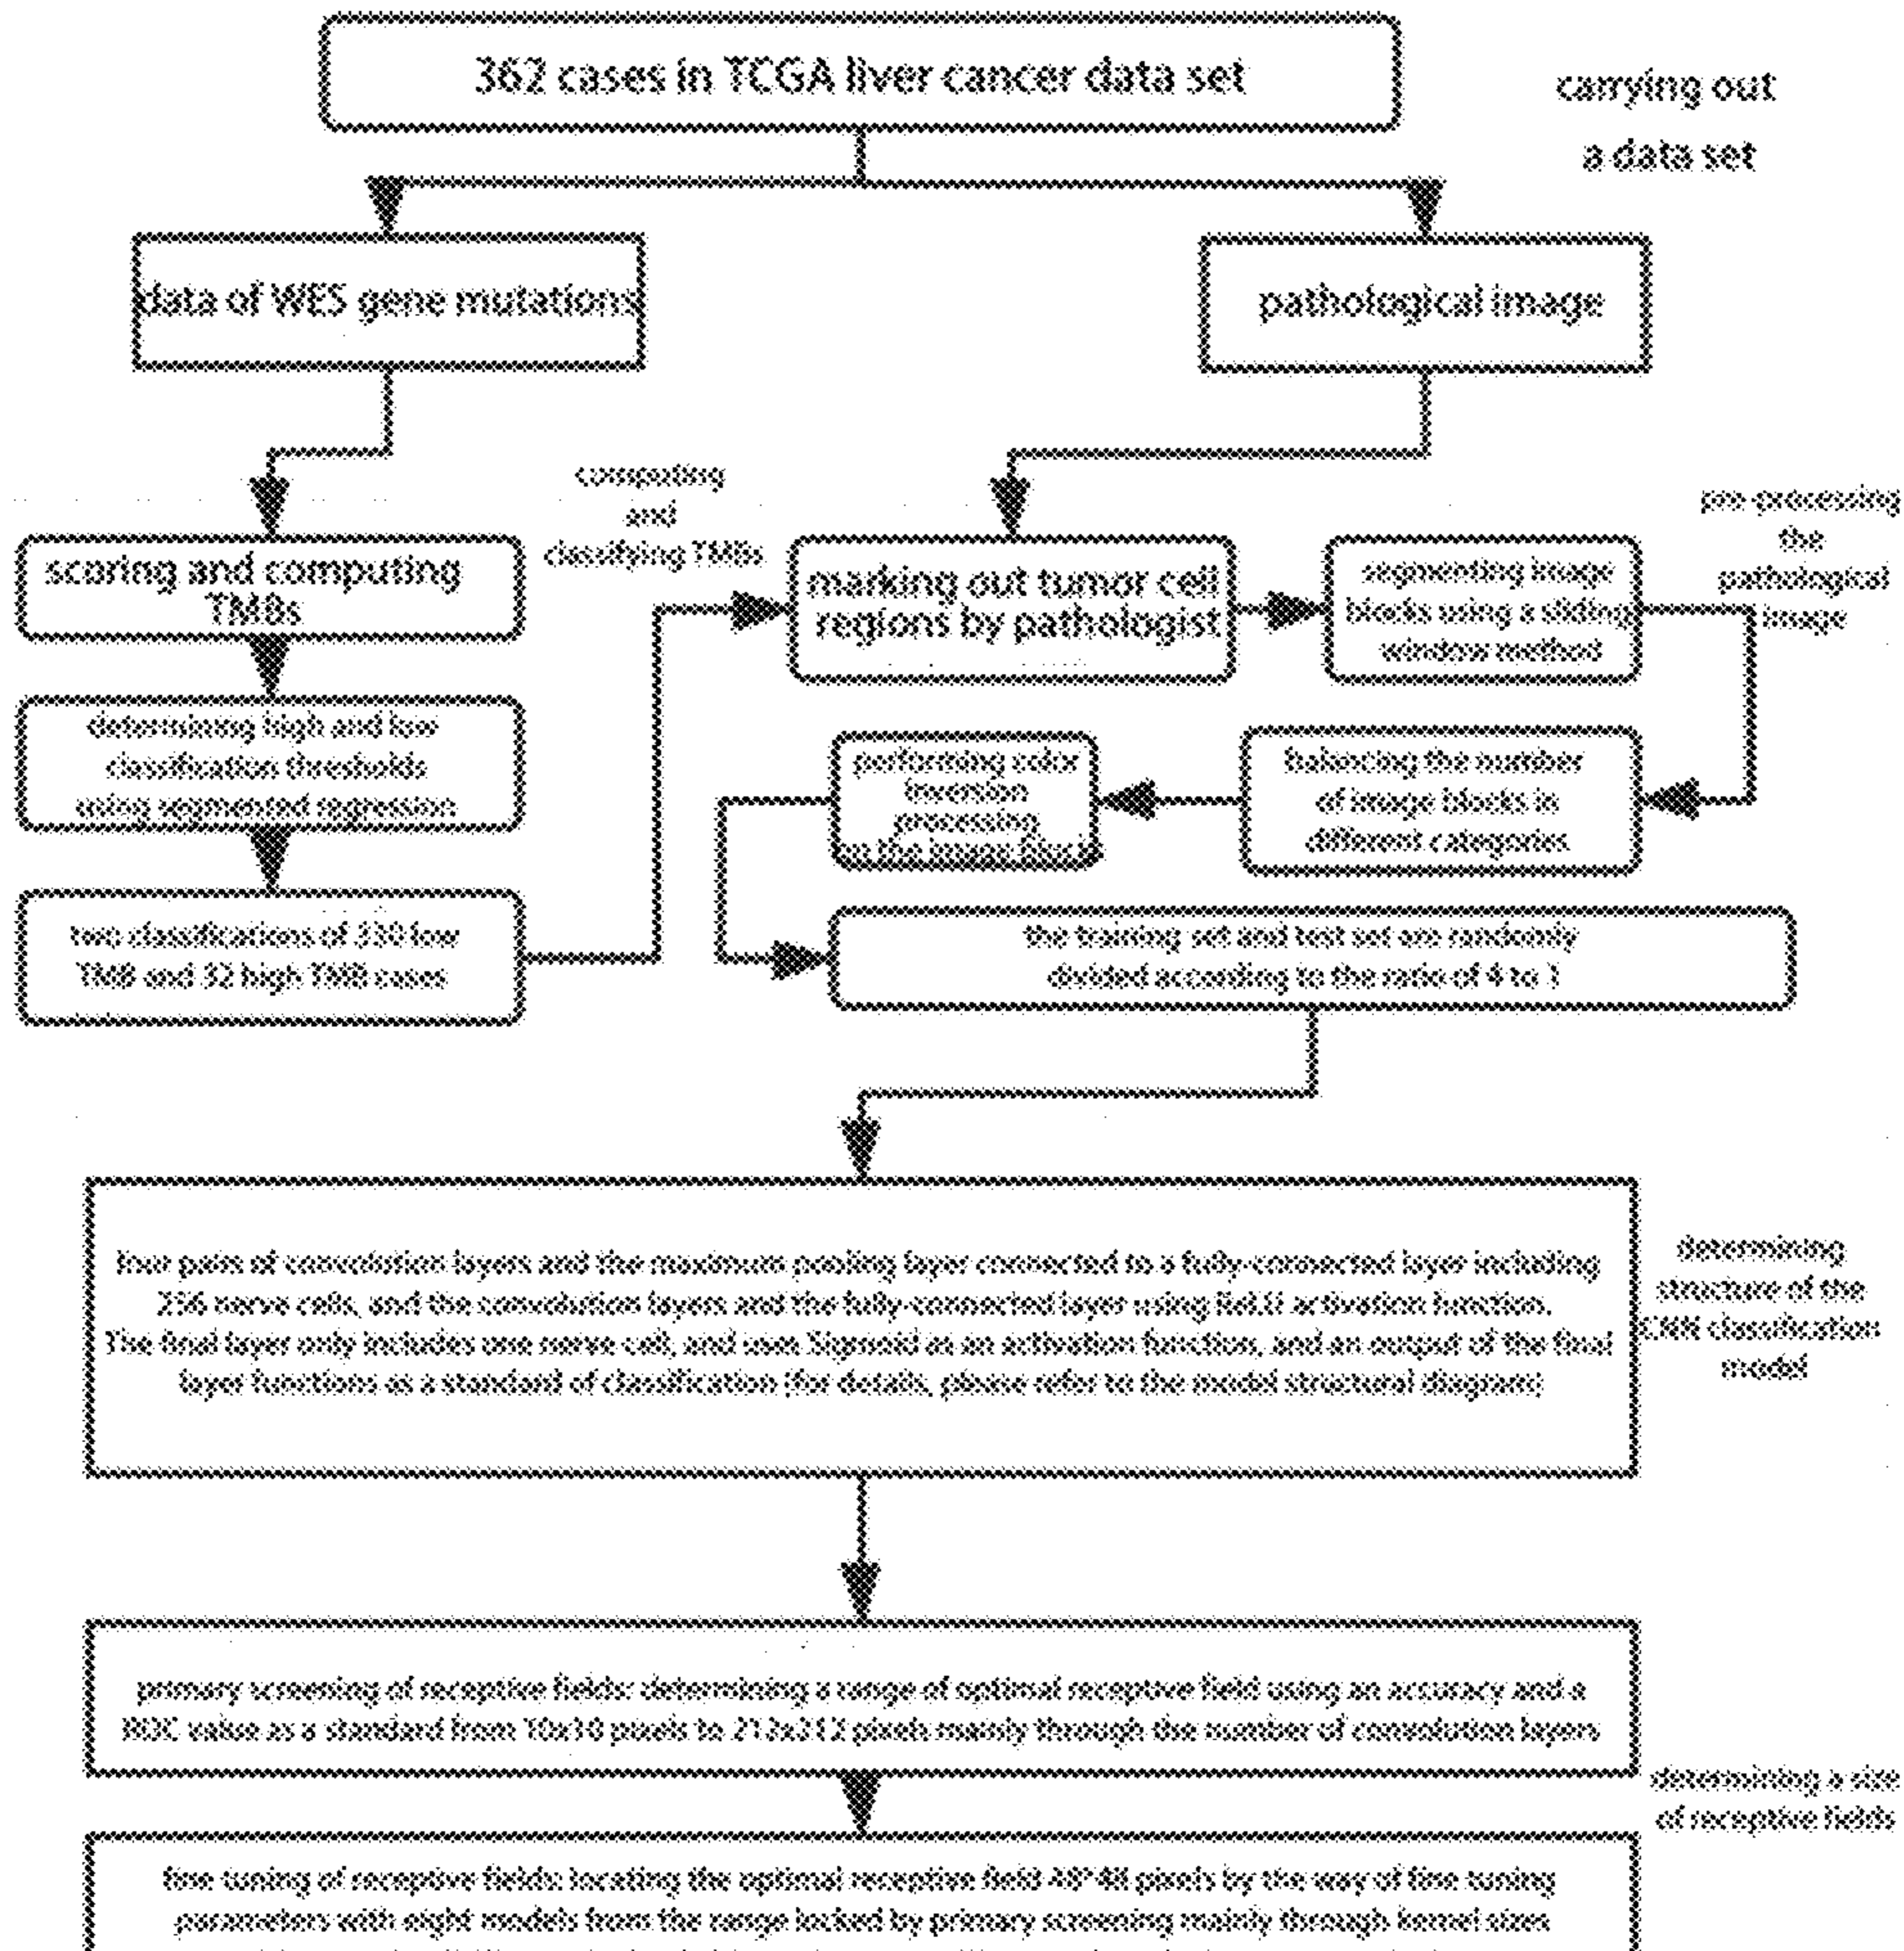 362 cases in TCGA liver cancer data set
carrying out
a data set
data of WES gene mutations
pathological image
computing
and
classifying TMBs
pre-processing
the
pathological
image
scoring and computing
TMBs
marking out tumor cell
regions by pathologist
segmenting image
blocks using a sliding
window method
determining high and low
classification thresholds
using segmented regression
performing color
inversion
processing
on the image blocks
balancing the number
of image blocks in
different categories
two classifications of 330 low
TMB and 32 high TMB cases
the training set and test set are randomly
divided according to the ratio of 4 to 1
four pairs of convolution layers and the maximum pooling layer connected to a fully-connected layer including
256 nerve cells, and the convolution layers and the fully-connected layer using activation function.
The final layer only includes one nerve cell, and uses Sigmoid as an activation function, and an output of the final
layer functions as a standard of classification (for details, please refer to the model structural diagram)
determining
structure of the
CNN classification
model
primary screening of receptive fields: determining a range of optimal receptive field using an accuracy and a
ROC value as a standard from 10x10 pixels to 212x212 pixels mainly through the number of convolution layers
determining a size
of receptive fields
fine tuning of receptive fields: locating the optimal receptive field pixels by the way of fine tuning
parameters with eight models from the range locked by primary screening mainly through kernel sizes